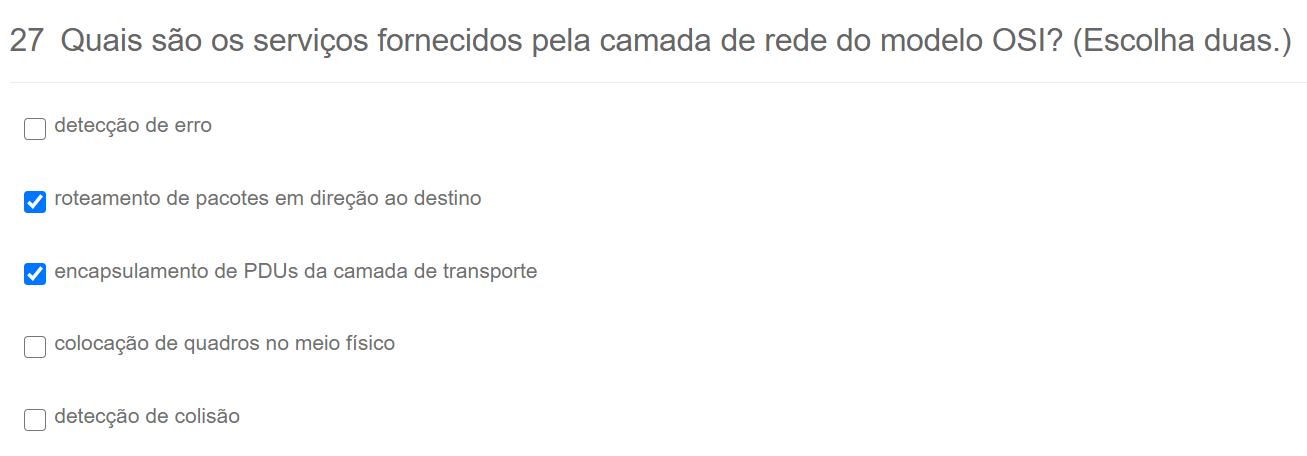 27 Quais são os serviços fornecidos pela camada de rede do modelo OSI? (Escolha duas.)
detecção de erro
roteamento de pacotes em direção ao destino
encapsulamento de PDUs da camada de transporte
colocação de quadros no meio físico
detecção de colisão